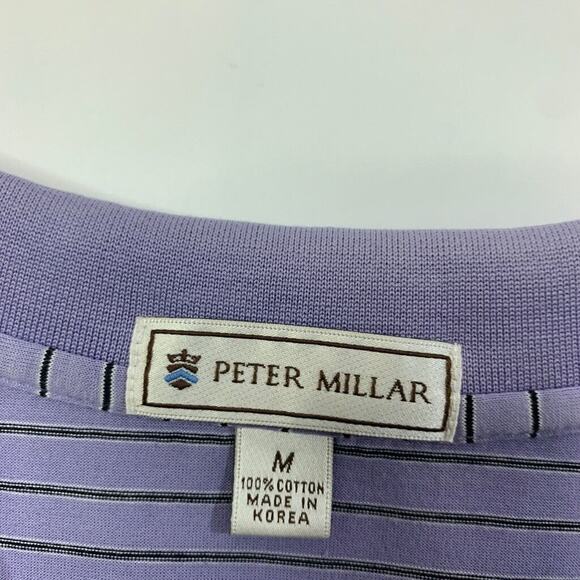 PETER MILLAR
M
100% COTTON
MADE IN
KOREA